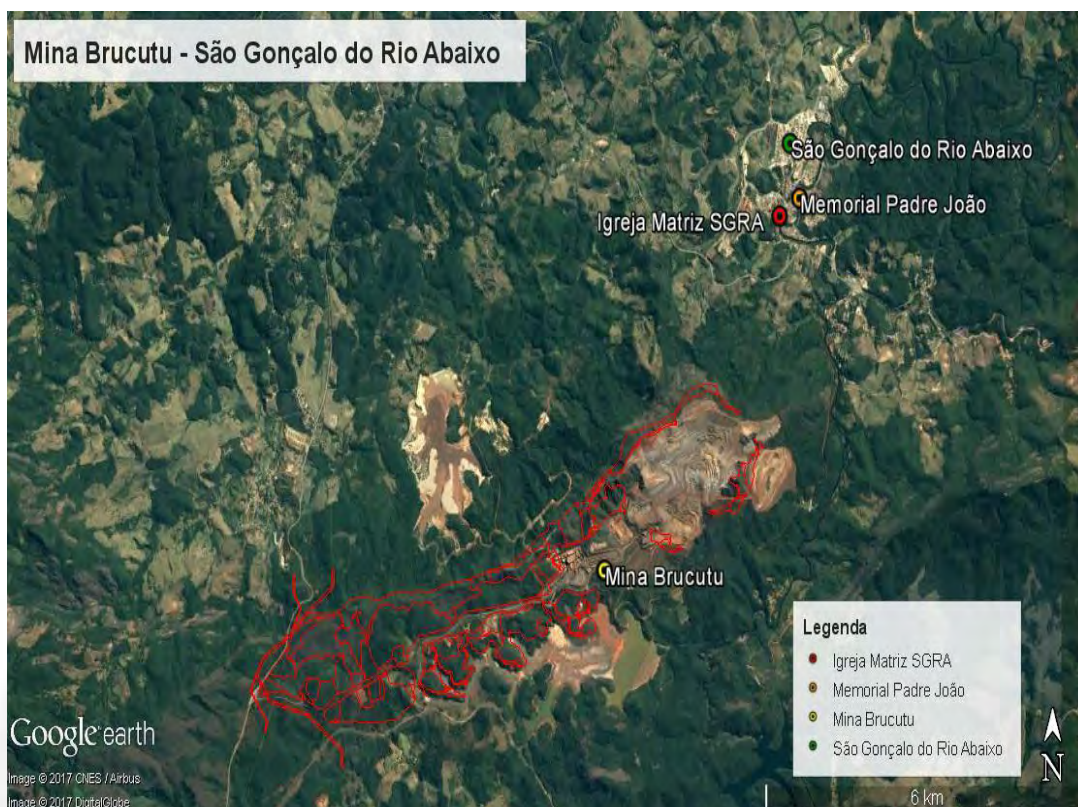 Mina Brucutu - São Gonçalo do Rio Abaixo
São Gonçalo do Rio Abaixo
Memorial Padre João
Igreja Matriz SGRA
Mina Brucutu
Legenda
Igreja Matriz SGRA
Memorial Padre João
Mina Brucutu
São Gonçalo do Rio Abaixo
Google earth
Image © 2017 CNES / Airbus
Image © 2017 DigitalGlobe
N
6 km